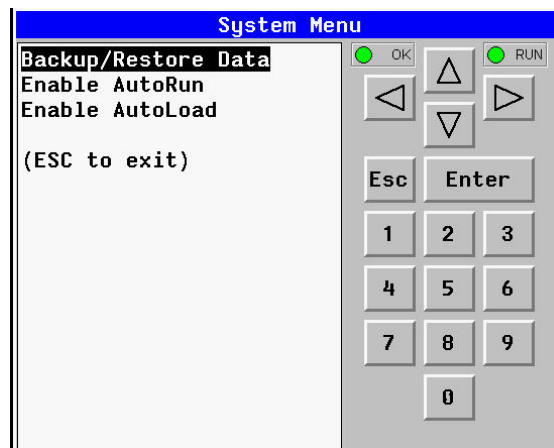 System Menu
Backup/Restore Data
Enable AutoRun
Enable AutoLoad
(ESC to exit)
OK
RUN
Esc
Enter
1
2
3
4
5
6
7
8
9
0